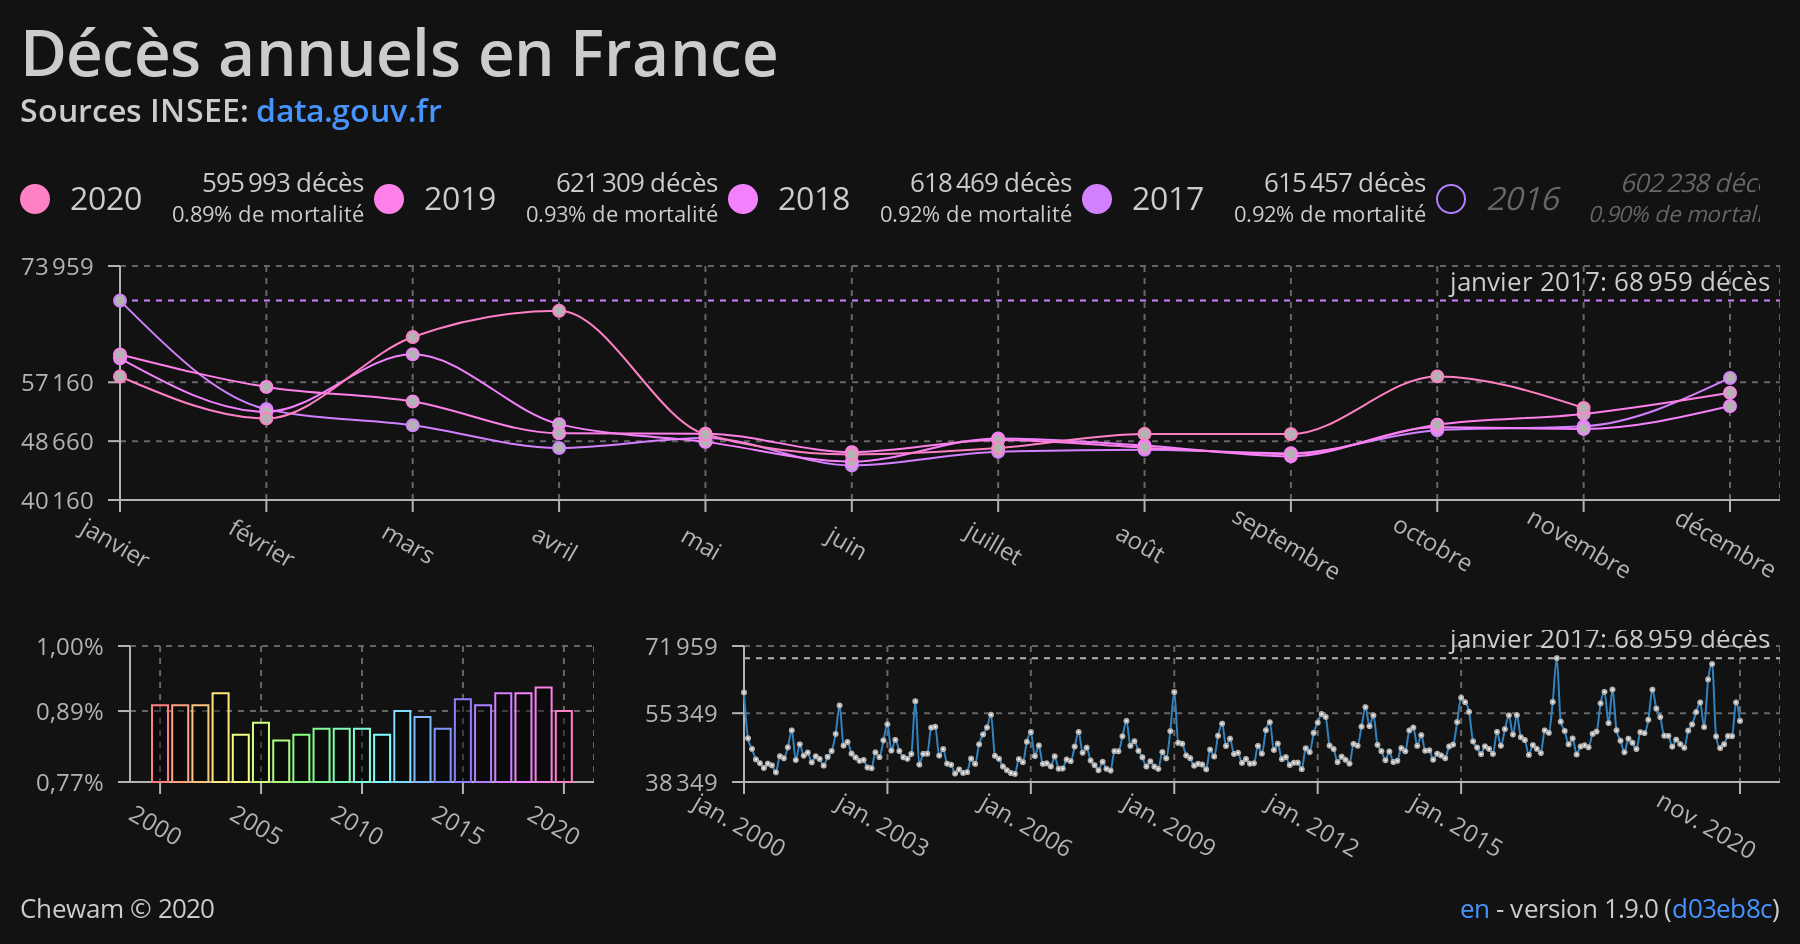 Décès annuels en France
Sources INSEE: data.gouv.fr
2020 595 993 décès 0.89% de mortalité
2019 621 309 décès 0.93% de mortalité
2018 618 469 décès 0.92% de mortalité
2017 615 457 décès 0.92% de mortalité
2016 602 238 0.90% de
73 959
janvier 2017: 68 959 décès
57 160
48 660
40 160
janvier février mars avril mai juin juillet août septembre octobre novembre décembre
1,00%
0,89%
0,77%
2000 2005 2010 2015 2020
71 959
janvier 2017: 68 959 décès
55 349
38 349
jan. 2000 jan. 2003 jan. 2006 jan. 2009 jan. 2012 jan. 2015 nov. 2020
Chewam © 2020
en - version 1.9.0 (d03eb8c)